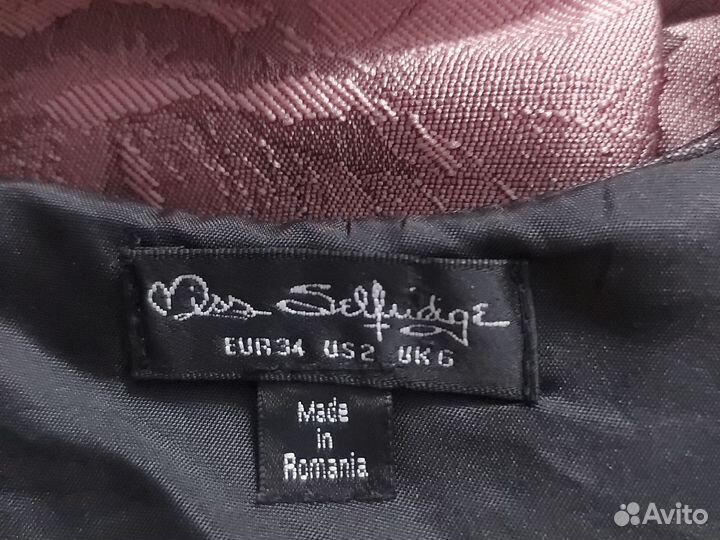 Miss Selfridge
EUR34 US2 UK6
Made
in
Romania
Avito